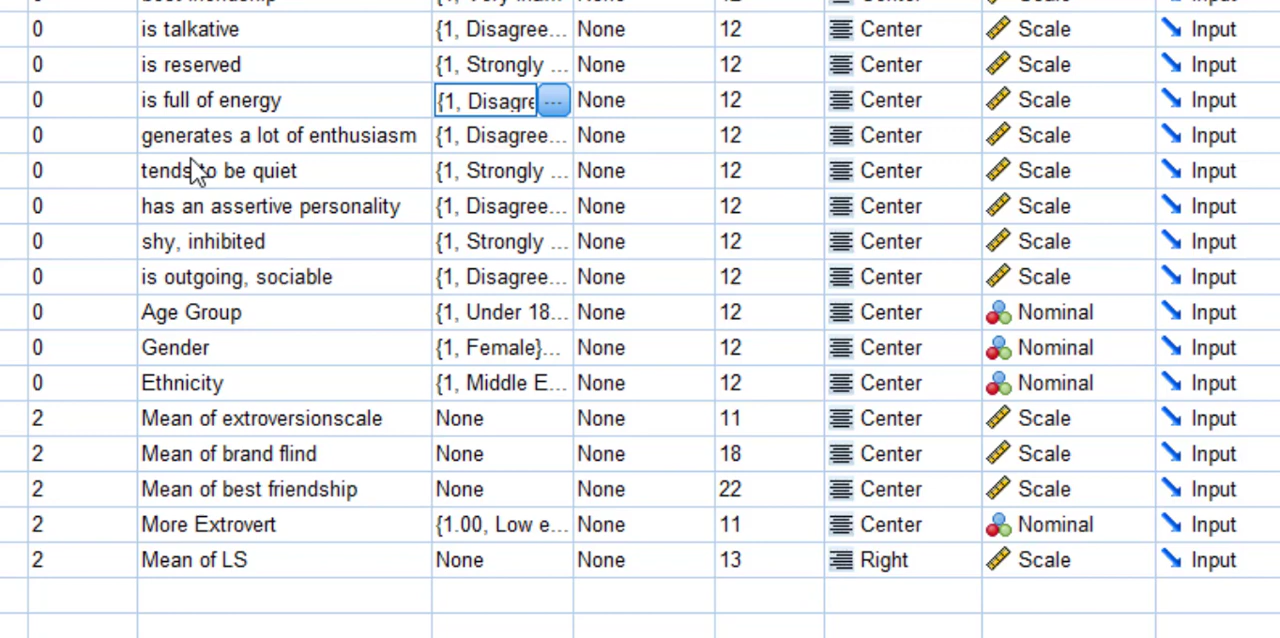 0 is talkative {1, Disagree... None 12 Center Scale Input
0 is reserved {1, Strongly ... None 12 Center Scale Input
0 is full of energy {1, Disagre ... None 12 Center Scale Input
0 generates a lot of enthusiasm {1, Disagree... None 12 Center Scale Input
0 tends to be quiet {1, Strongly ... None 12 Center Scale Input
0 has an assertive personality {1, Disagree... None 12 Center Scale Input
0 shy, inhibited {1, Strongly ... None 12 Center Scale Input
0 is outgoing, sociable {1, Disagree... None 12 Center Scale Input
0 Age Group {1, Under 18... None 12 Center Nominal Input
0 Gender {1, Female}... None 12 Center Nominal Input
0 Ethnicity {1, Middle E... None 12 Center Nominal Input
2 Mean of extroversionscale None None 11 Center Scale Input
2 Mean of brand flind None None 18 Center Scale Input
2 Mean of best friendship None None 22 Center Scale Input
2 More Extrovert {1.00, Low e... None 11 Center Nominal Input
2 Mean of LS None None 13 Right Scale Input